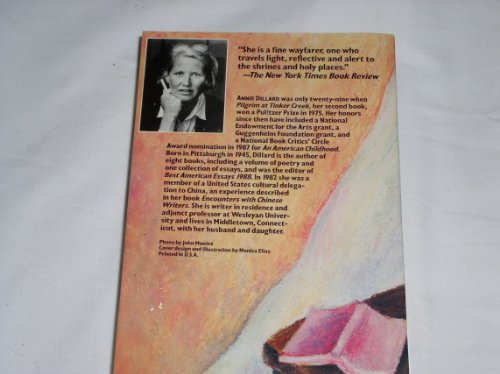 "She is a fine wayfarer, one who
travels light, reflective and alert to
the shrines and holy places."
—The New York Times Book Review
ANNIE DILLARD was only twenty-nine when
Pilgrim at Tinker Creek, her second book,
won a Pulitzer Prize in 1975. Her honors
since then have included a National
Endowment for the Arts grant, a
Guggenheim Foundation grant, and
a National Book Critics' Circle
Award nomination in 1987 for An American Childhood.
Born in Pittsburgh in 1945, Dillard is the author of
eight books, including a volume of poetry and
one collection of essays, and was the editor of
Best American Essays 1988. In 1982 she was a
member of a United States cultural delega-
tion to China, an experience described
in her book Encounters with Chinese
Writers. She is writer in residence and
adjunct professor at Wesleyan Univer-
sity and lives in Middletown, Connect-
icut, with her husband and daughter.
Photo by John Montre
Cover design and illustration by Monica Elias
Printed in U.S.A.